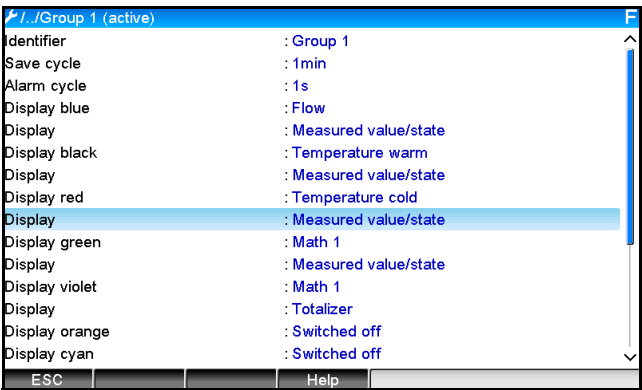 /../Group 1 (active) F
Identifier : Group 1
Save cycle : 1min
Alarm cycle : 1s
Display blue : Flow
Display : Measured value/state
Display black : Temperature warm
Display : Measured value/state
Display red : Temperature cold
Display : Measured value/state
Display green : Math 1
Display : Measured value/state
Display violet : Math 1
Display : Totalizer
Display orange : Switched off
Display cyan : Switched off
ESC Help